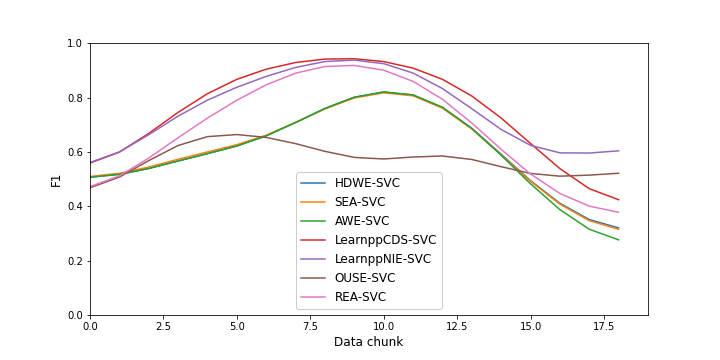 1.0
0.8
0.6
0.4
0.2
0.0
F1
HDWE-SVC
SEA-SVC
AWE-SVC
LearnppCDS-SVC
LearnppNIE-SVC
OUSE-SVC
REA-SVC
0.0 2.5 5.0 7.5 10.0 12.5 15.0 17.5
Data chunk